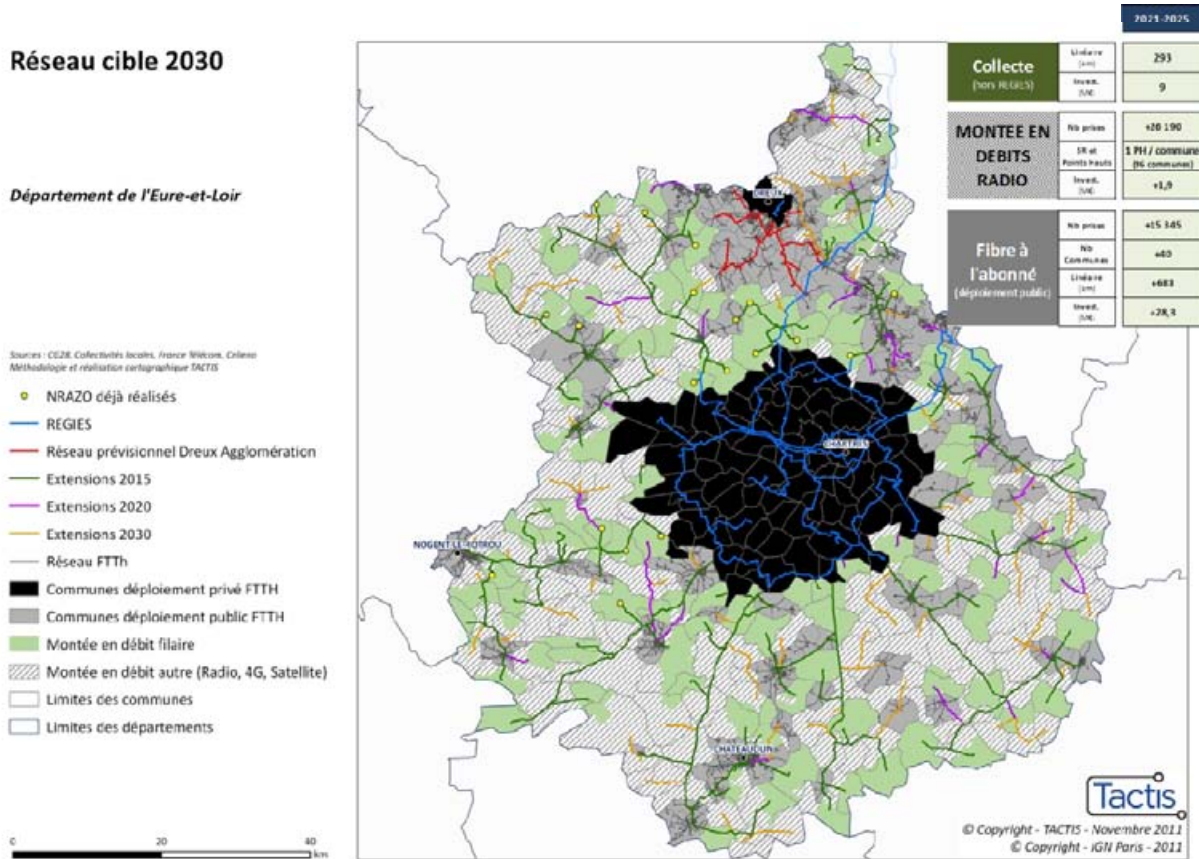 2021-2025
Réseau cible 2030
Département de l'Eure-et-Loir
Collecte
(hors REGIES)
Linéaire
(km)
293
Invest.
(M€)
9
MONTEE EN
DEBITS
RADIO
Nb prises
+20 190
SR et
Points Hauts
1 PH / commune
(96 communes)
Invest.
(M€)
+1,9
Fibre à
l'abonné
(déploiement public)
Nb prises
+15 345
Nb
Communes
+40
Linéaire
(km)
+683
Invest.
(M€)
+28,3
Sources : CG28, Collectivités locales, France Télécom, Celieno
Méthodologie et réalisation cartographique TACTIS
NRAZO déjà réalisés
REGIES
Réseau prévisionnel Dreux Agglomération
Extensions 2015
Extensions 2020
Extensions 2030
Réseau FTTh
Communes déploiement privé FTTH
Communes déploiement public FTTH
Montée en débit filaire
Montée en débit autre (Radio, 4G, Satellite)
Limites des communes
Limites des départements
DREUX
CHARTRES
NOGENT-LE-ROTROU
CHATEAUDUN
0 20 40
km
Tactis
© Copyright - TACTIS - Novembre 2011
© Copyright - IGN Paris - 2011